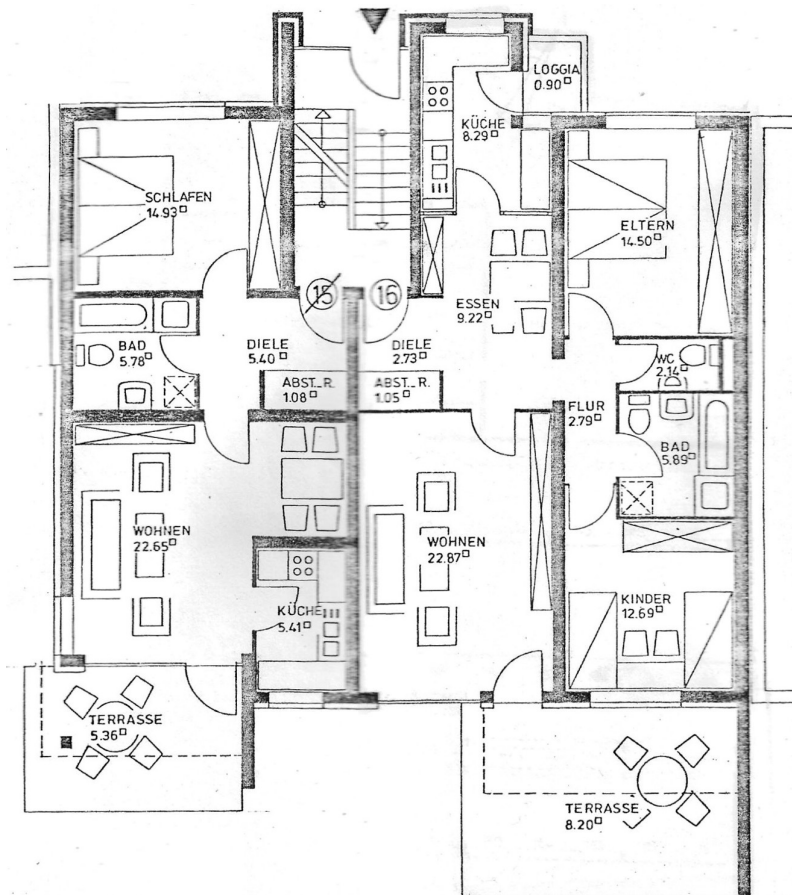 LOGGIA
0.90
KÜCHE
8.29
SCHLAFEN
14.93
ELTERN
14.50
15
16
ESSEN
9.22
BAD
5.78
DIELE
5.40
DIELE
2.73
WC
2.14
ABST.R.
1.08
ABST.R.
1.05
FLUR
2.79
BAD
5.89
WOHNEN
22.65
WOHNEN
22.87
KÜCHE
5.41
KINDER
12.69
TERRASSE
5.36
TERRASSE
8.20